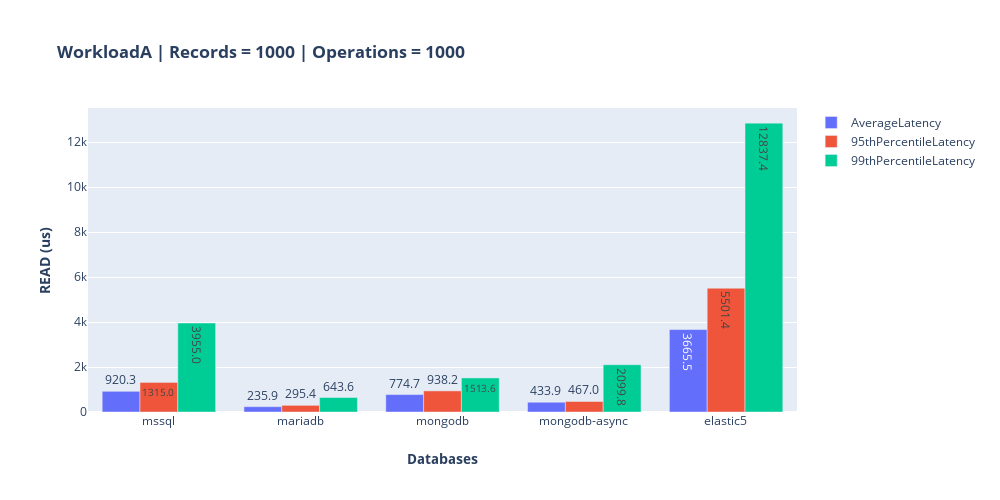 WorkloadA | Records = 1000 | Operations = 1000
AverageLatency
95thPercentileLatency
99thPercentileLatency
READ (us)
12k
10k
8k
6k
4k
2k
0
920.3
1315.0
3955.0
235.9
295.4
643.6
774.7
938.2
1513.6
433.9
467.0
2099.8
3665.5
5501.4
12837.4
mssql
mariadb
mongodb
mongodb-async
elastic5
Databases